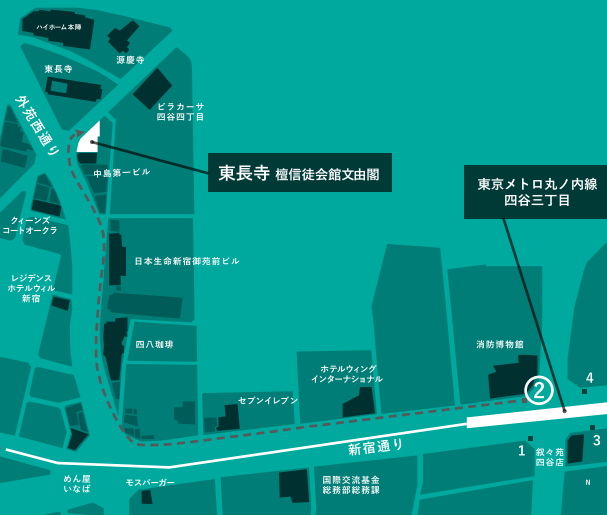 ハイホーム本陣
源慶寺
東長寺
ビラカーサ
四谷四丁目
外苑西通り
中島第一ビル
東長寺 檀信徒会館文由閣
東京メトロ丸ノ内線
四谷三丁目
クィーンズ
コートオークラ
日本生命新宿御苑前ビル
レジデンス
ホテルウィル
新宿
四八珈琲
消防博物館
ホテルウィング
インターナショナル
セブンイレブン
2
4
新宿通り
1
叙々苑
四谷店
3
めん屋
いなば
モスバーガー
国際交流基金
総務部総務課
N